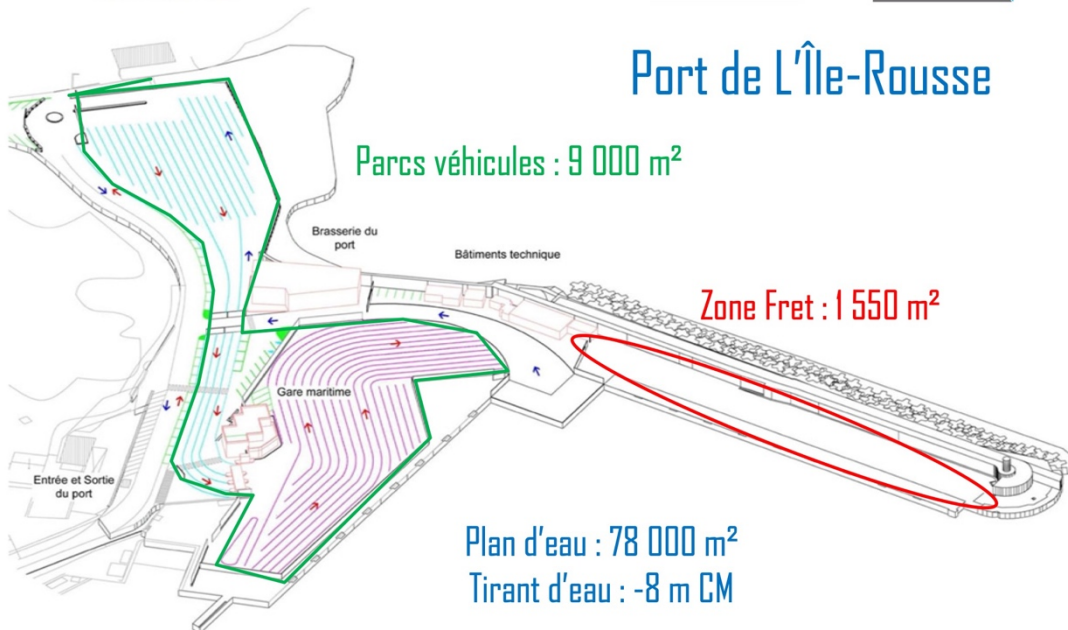 Port de L'Île-Rousse
Parcs véhicules : 9 000 m²
Brasserie du
port
Bâtiments technique
Zone Fret : 1 550 m²
Gare maritime
Entrée et Sortie
du port
Plan d'eau : 78 000 m²
Tirant d'eau : -8 m CM